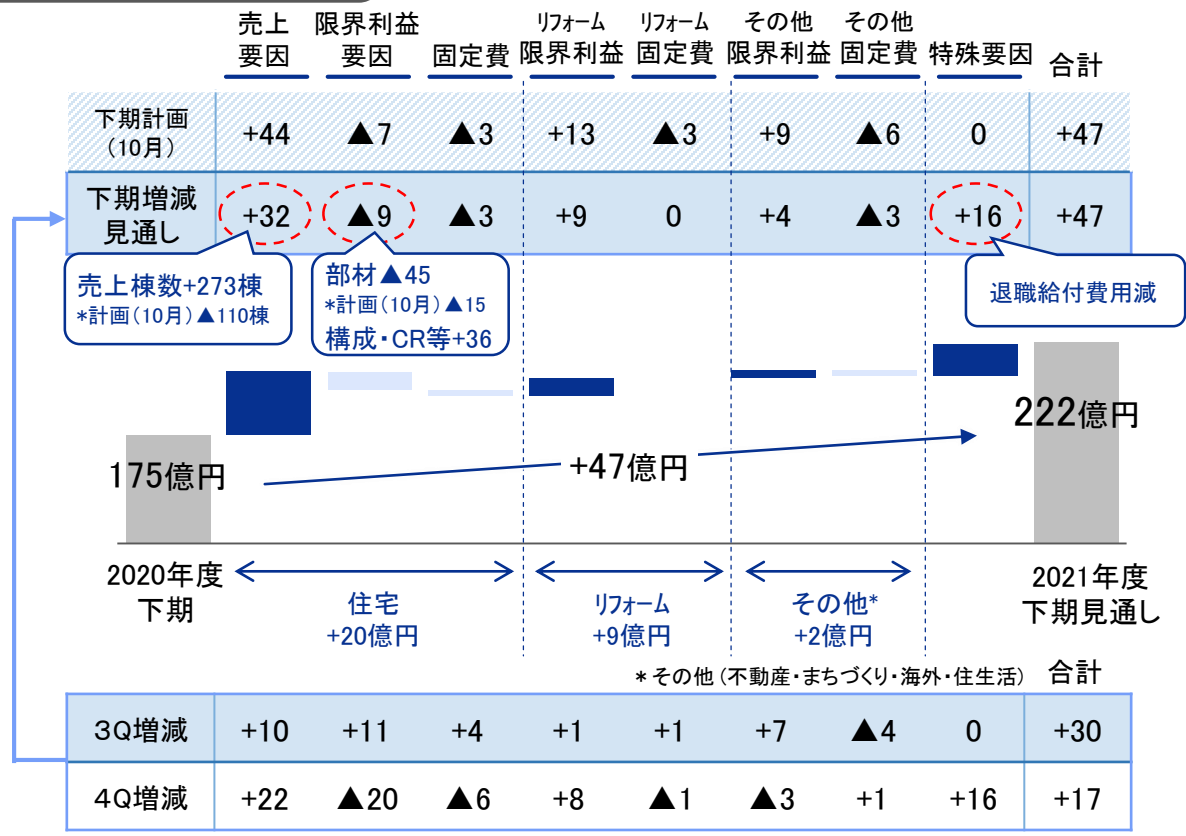 売上
要因
限界利益
要因
固定費
リフォーム
限界利益
リフォーム
固定費
その他
限界利益
その他
固定費
特殊要因
合計
下期計画
（10月）
+44 ▲7 ▲3 +13 ▲3 +9 ▲6 0 +47
下期増減
見通し
+32 ▲9 ▲3 +9 0 +4 ▲3 +16 +47
売上棟数+273棟
*計画（10月）▲110棟
部材▲45
*計画（10月）▲15
構成・CR等+36
退職給付費用減
175億円
+47億円
222億円
2020年度
下期
住宅
+20億円
リフォーム
+9億円
その他*
+2億円
2021年度
下期見通し
*その他（不動産・まちづくり・海外・住生活）
合計
3Q増減 +10 +11 +4 +1 +1 +7 ▲4 0 +30
4Q増減 +22 ▲20 ▲6 +8 ▲1 ▲3 +1 +16 +17